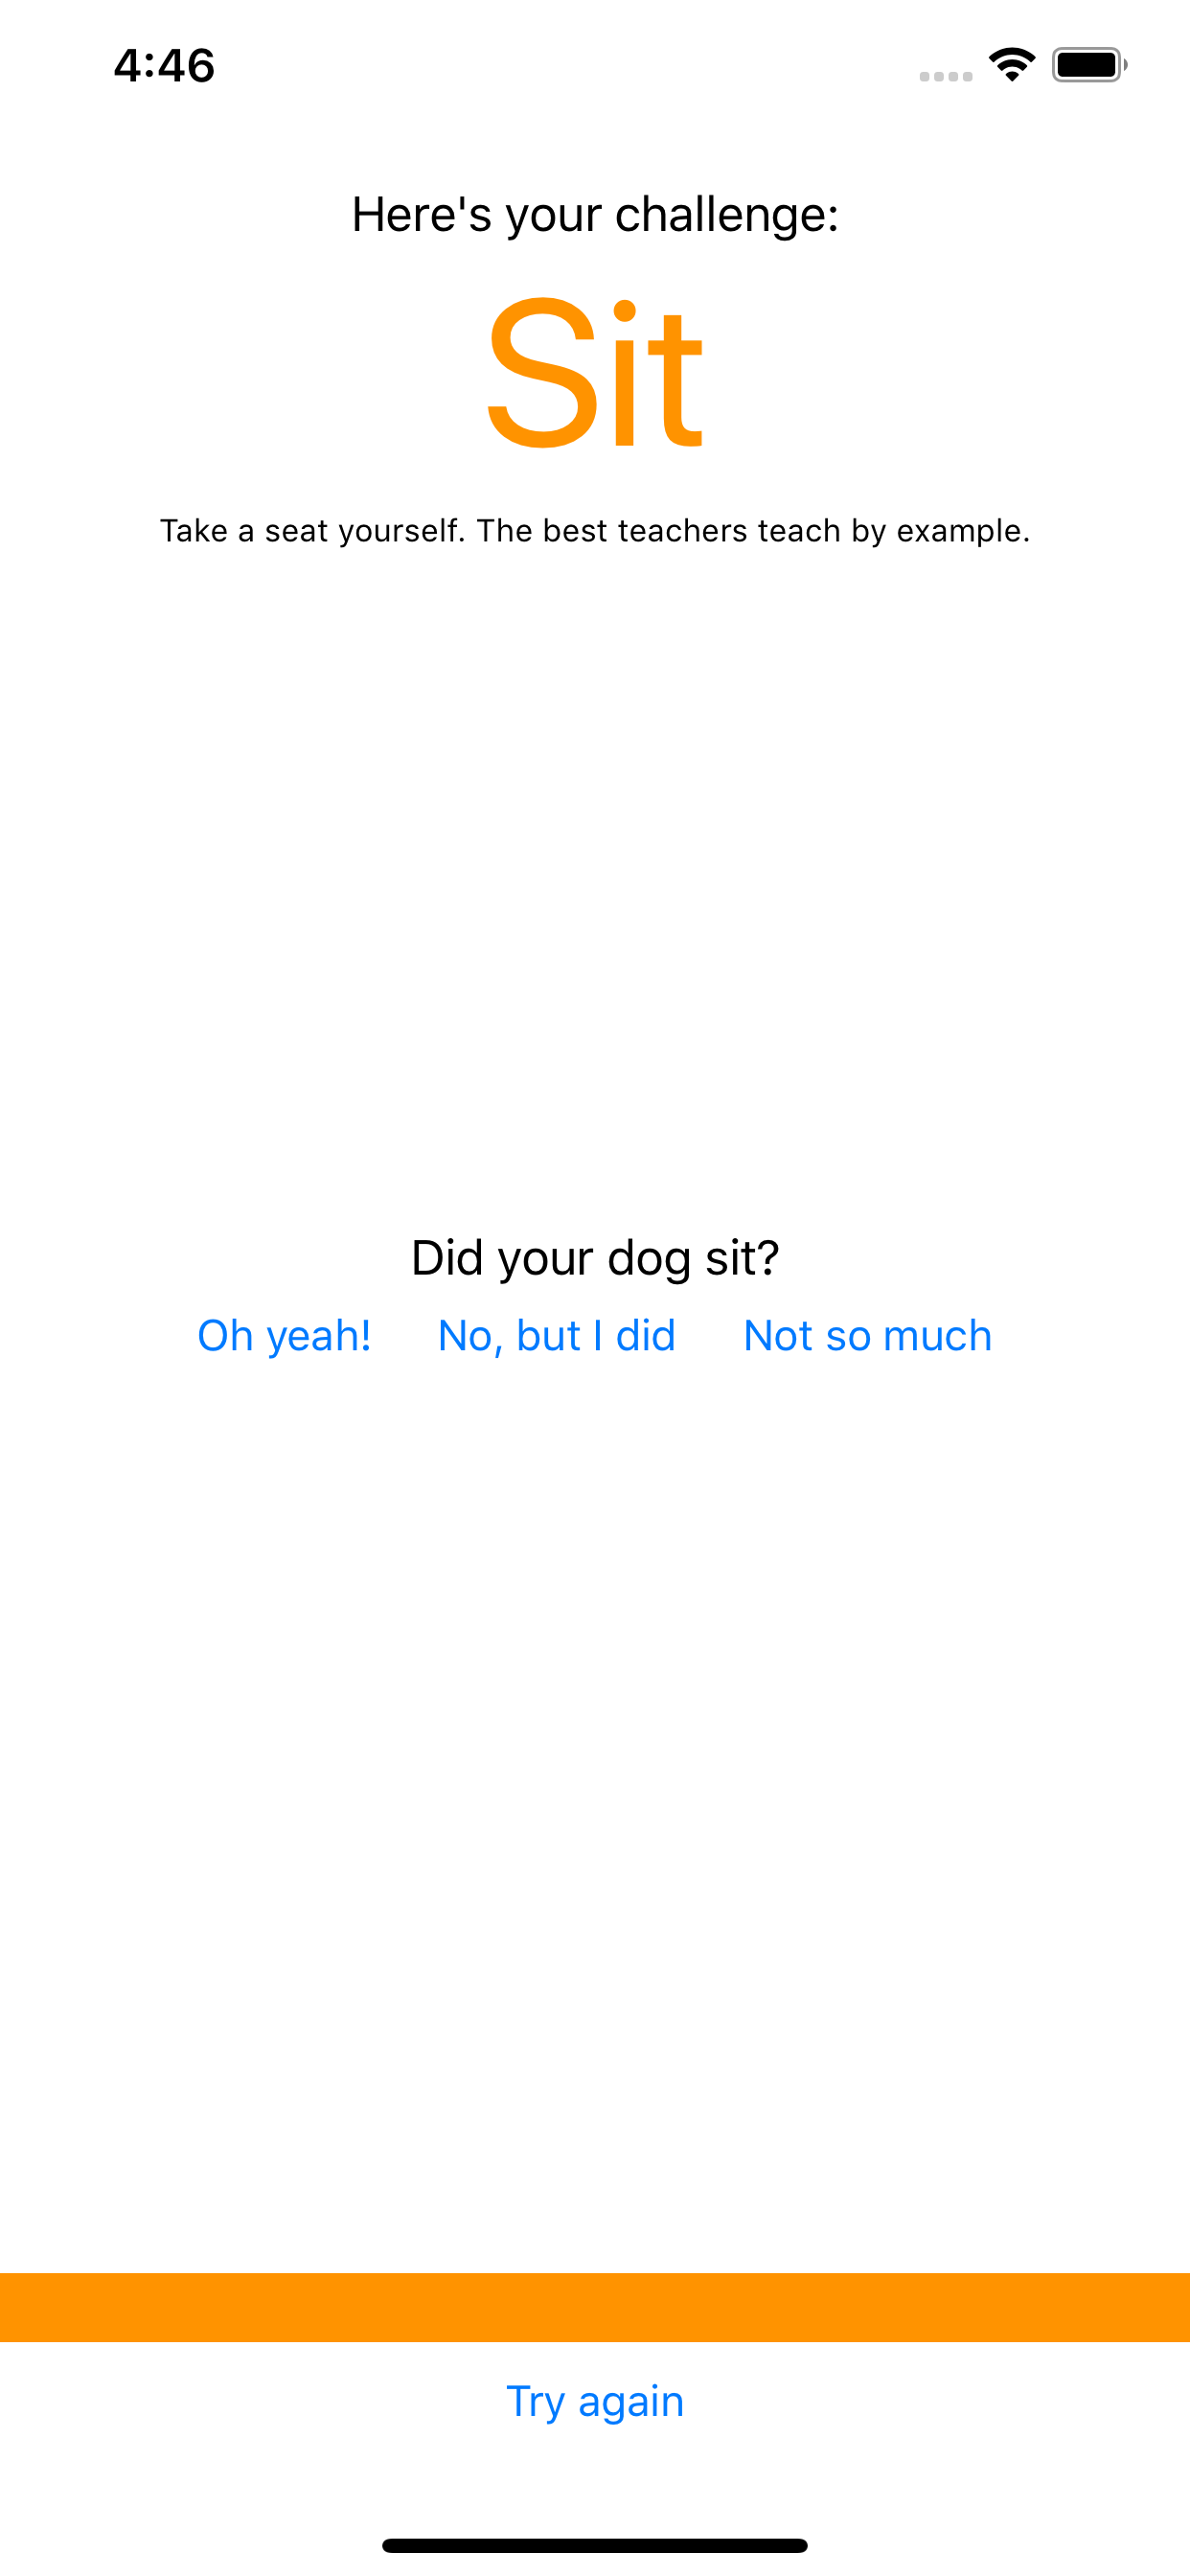 4:46
Here's your challenge:
Sit
Take a seat yourself. The best teachers teach by example.
Did your dog sit?
Oh yeah! No, but I did Not so much
Try again